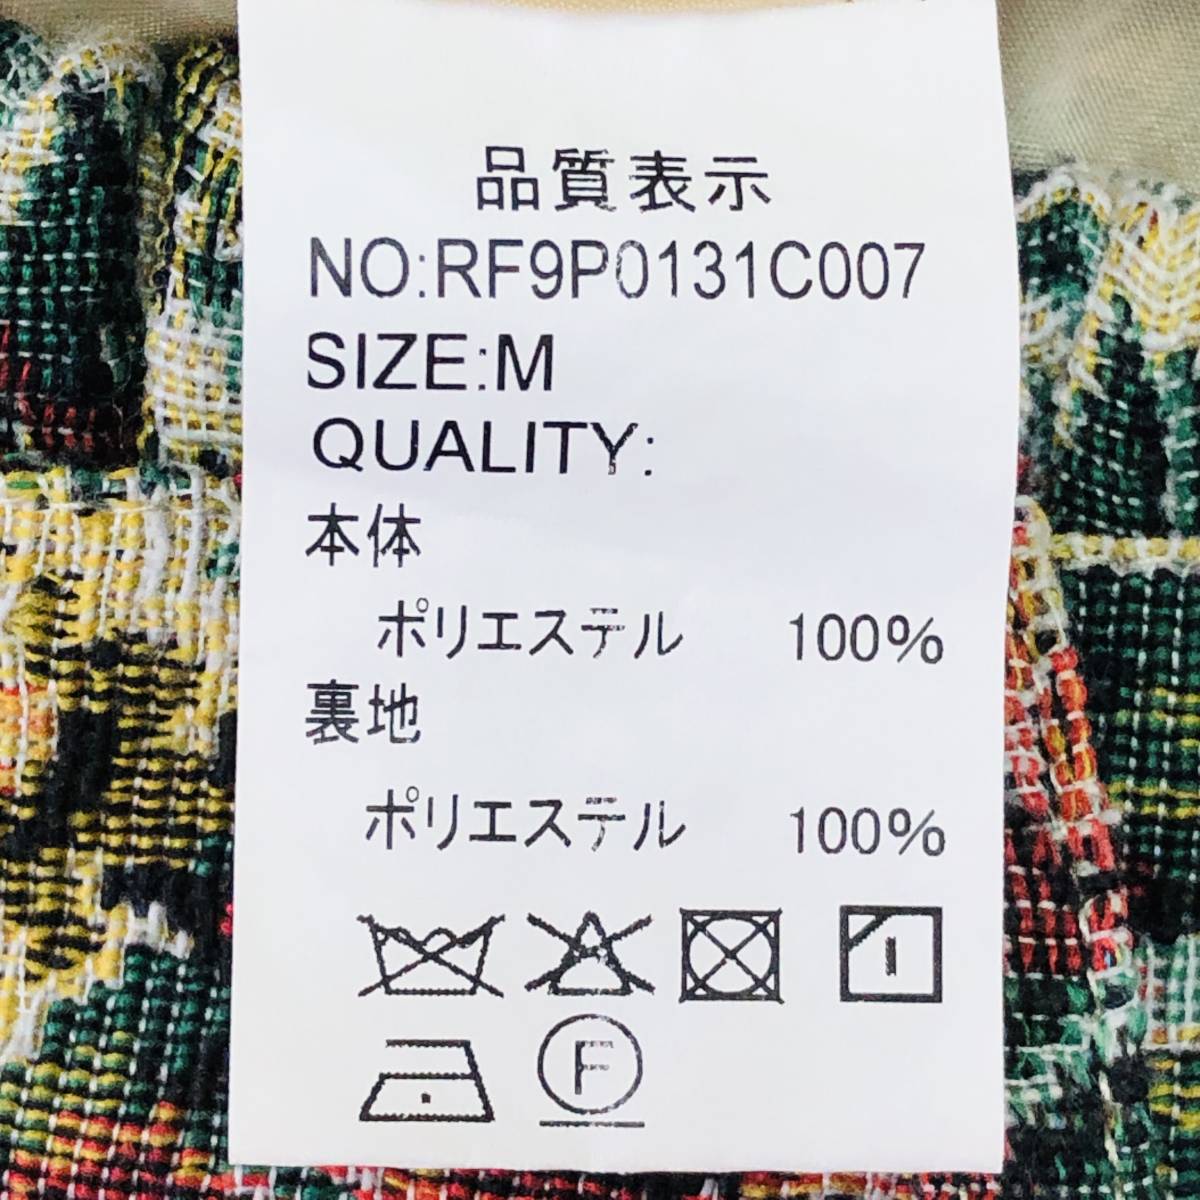 品質表示
NO:RF9P0131C007
SIZE:M
QUALITY:
本体
ポリエステル 100%
裏地
ポリエステル 100%
F